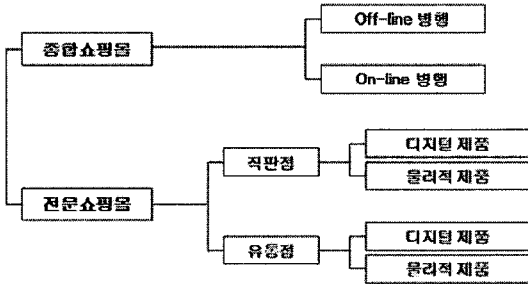 종합쇼핑몰
Off-line 병행
On-line 병행
전문쇼핑몰
직판점
디지털 제품
물리적 제품
유통점
디지털 제품
물리적 제품